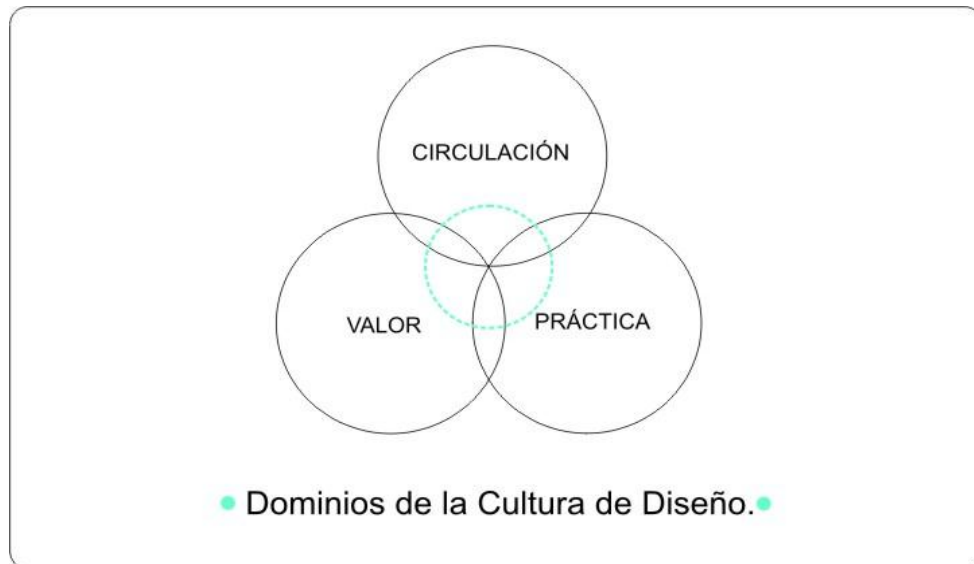 CIRCULACIÓN
VALOR
PRÁCTICA
Dominios de la Cultura de Diseño.